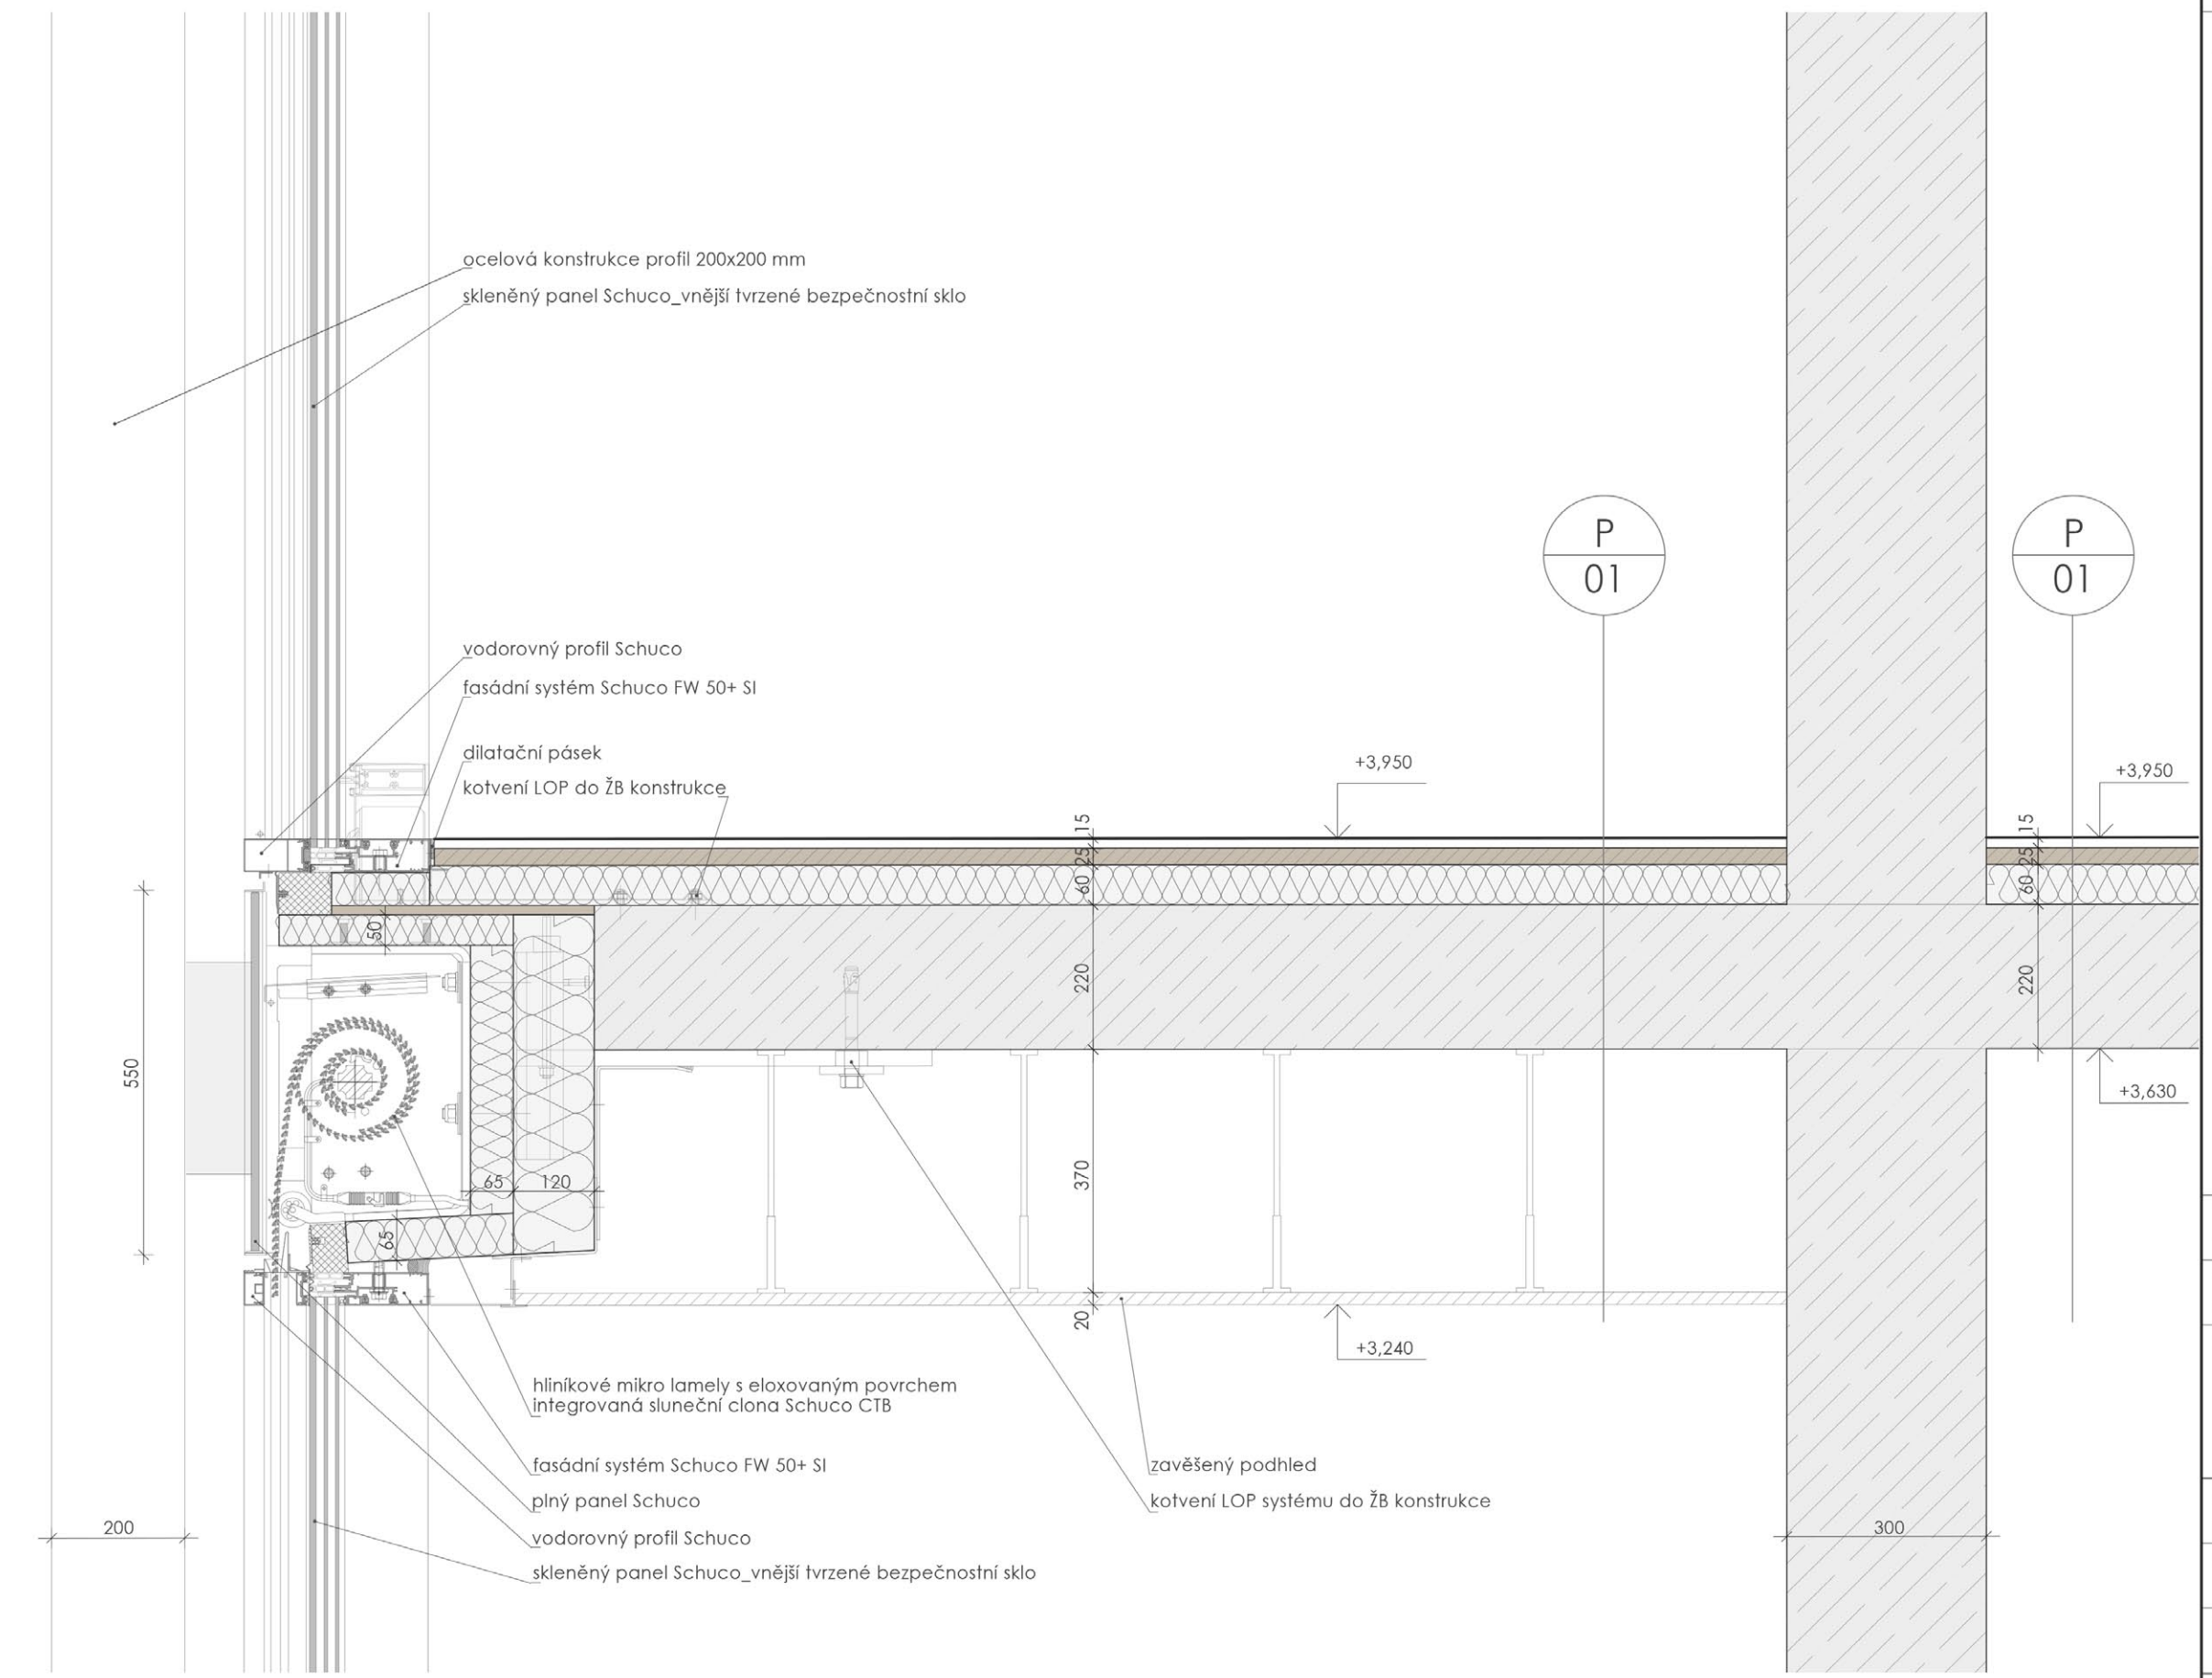 ocelová konstrukce profil 200x200 mm
skleněný panel Schuco_vnější tvrzené bezpečnostní sklo
P
01
P
01
vodorovný profil Schuco
fasádní systém Schuco FW 50+ SI
dilatační pásek
kotvení LOP do ŽB konstrukce
+3,950
+3,950
15
25
60
220
370
20
15
25
60
220
50
550
65
120
65
+3,630
+3,240
hliníkové mikro lamely s eloxovaným povrchem
integrovaná sluneční clona Schuco CTB
fasádní systém Schuco FW 50+ SI
plný panel Schuco
vodorovný profil Schuco
skleněný panel Schuco_vnější tvrzené bezpečnostní sklo
zavěšený podhled
kotvení LOP systému do ŽB konstrukce
200
300